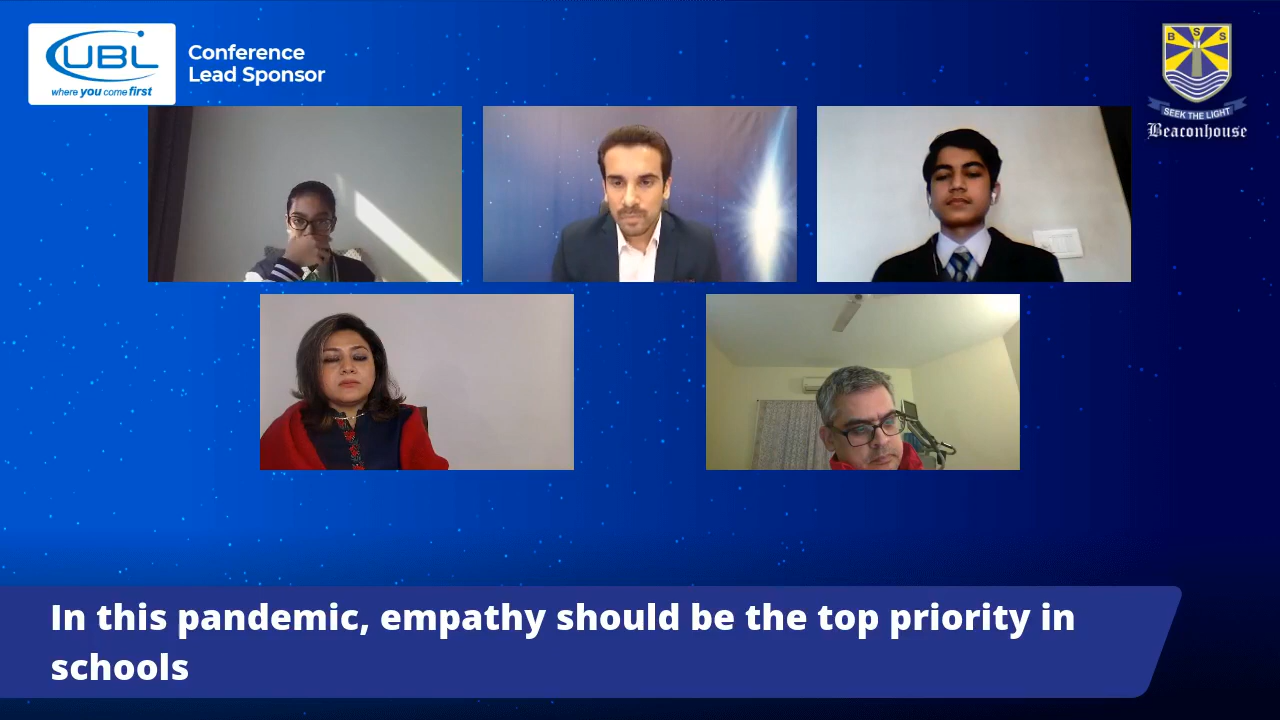 UBL
where you come first
Conference
Lead Sponsor
B S S
SEEK THE LIGHT
Beaconhouse
In this pandemic, empathy should be the top priority in
schools